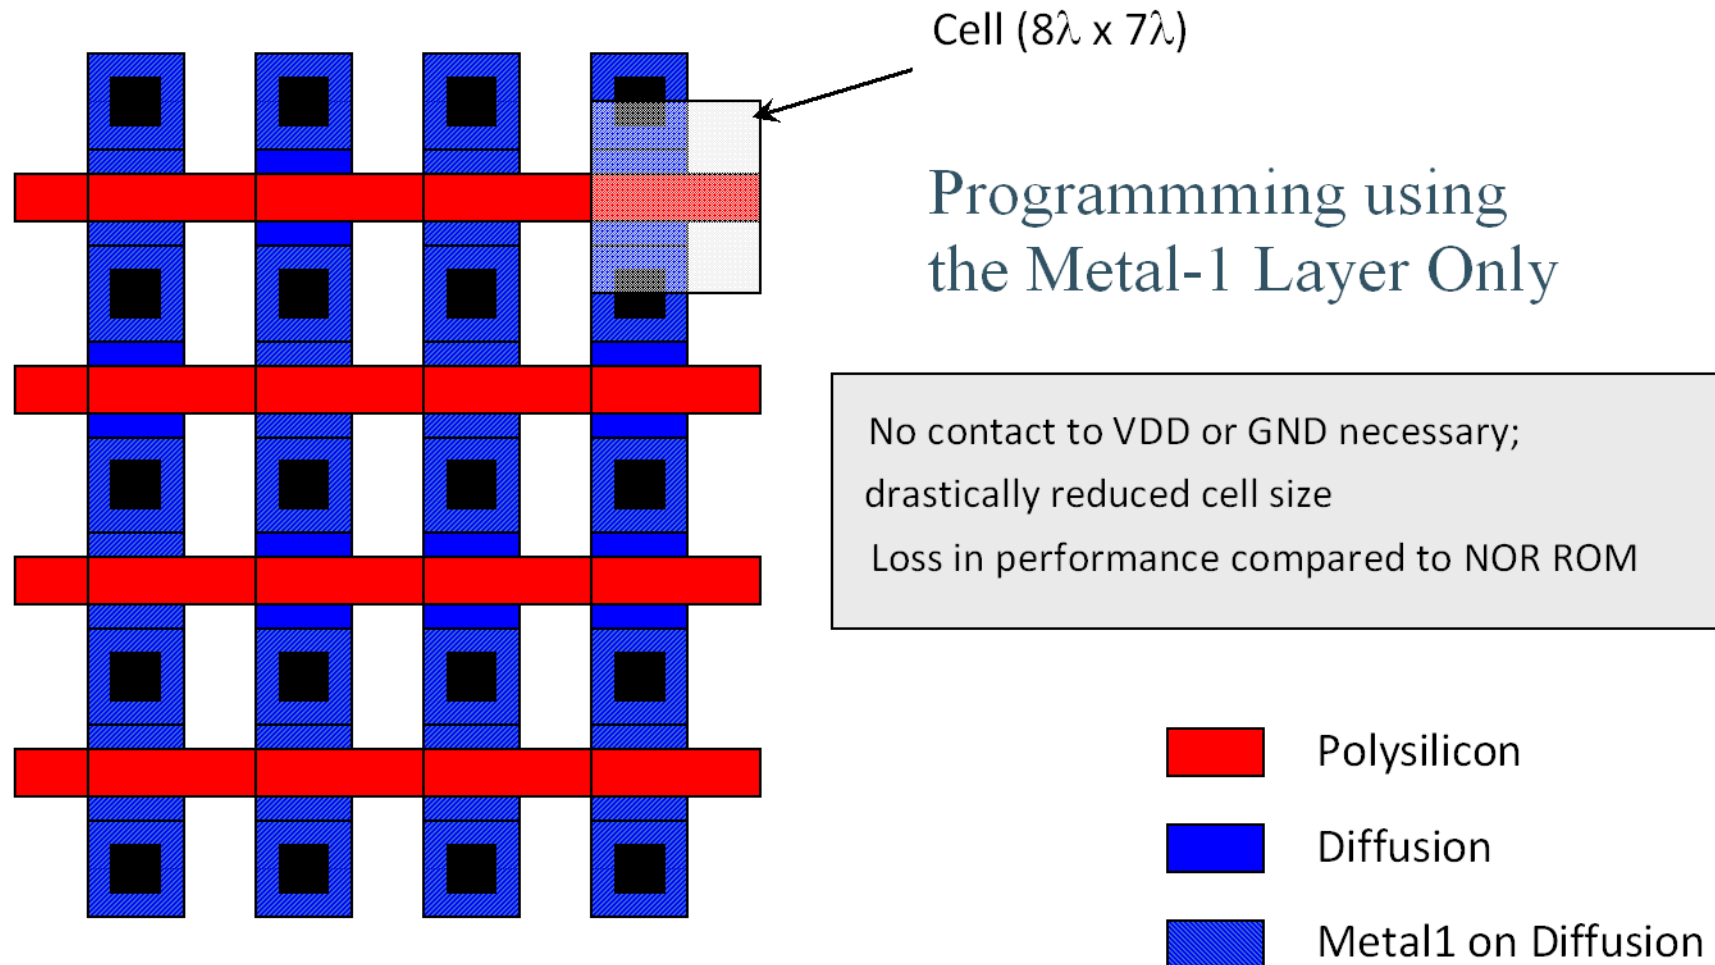 Cell (8λ x 7λ)
Programmming using
the Metal-1 Layer Only
No contact to VDD or GND necessary;
drastically reduced cell size
Loss in performance compared to NOR ROM
Polysilicon
Diffusion
Metal1 on Diffusion